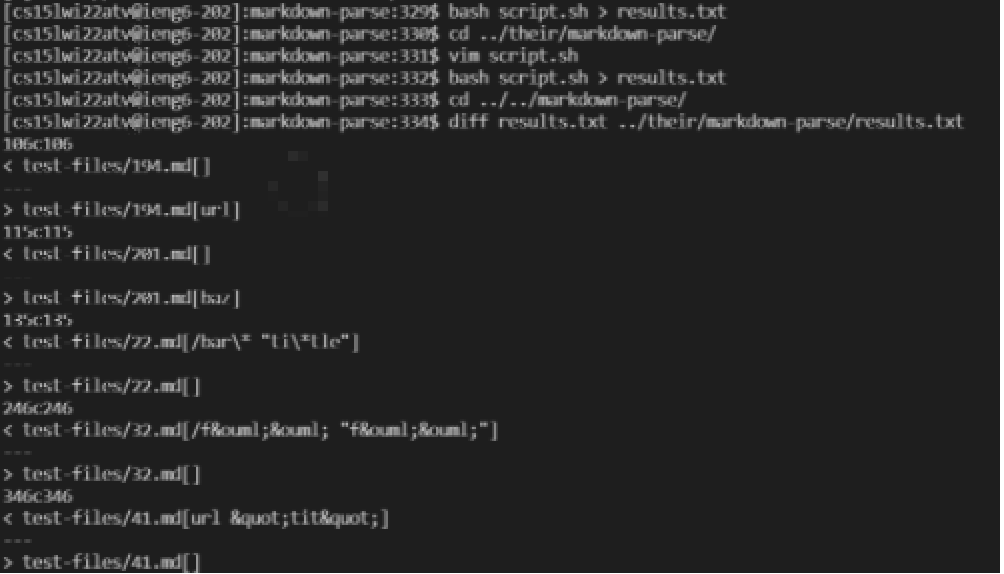 [cs15lwi22atv@ieng6-202]:markdown-parse:329$ bash script.sh > results.txt
[cs15lwi22atv@ieng6-202]:markdown-parse:330$ cd ../their/markdown-parse/
[cs15lwi22atv@ieng6-202]:markdown-parse:331$ vim script.sh
[cs15lwi22atv@ieng6-202]:markdown-parse:332$ bash script.sh > results.txt
[cs15lwi22atv@ieng6-202]:markdown-parse:333$ cd ../../markdown-parse/
[cs15lwi22atv@ieng6-202]:markdown-parse:334$ diff results.txt ../their/markdown-parse/results.txt
106c106
< test-files/194.md[]
---
> test-files/194.md[url]
115c115
< test-files/201.md[]
---
> test-files/201.md[baz]
135c135
< test-files/22.md[/bar\* "ti\*tle"]
---
> test-files/22.md[]
246c246
< test-files/32.md[/f&ouml;&ouml; "f&ouml;&ouml;"]
---
> test-files/32.md[]
346c346
< test-files/41.md[url &quot;tit&quot;]
---
> test-files/41.md[]